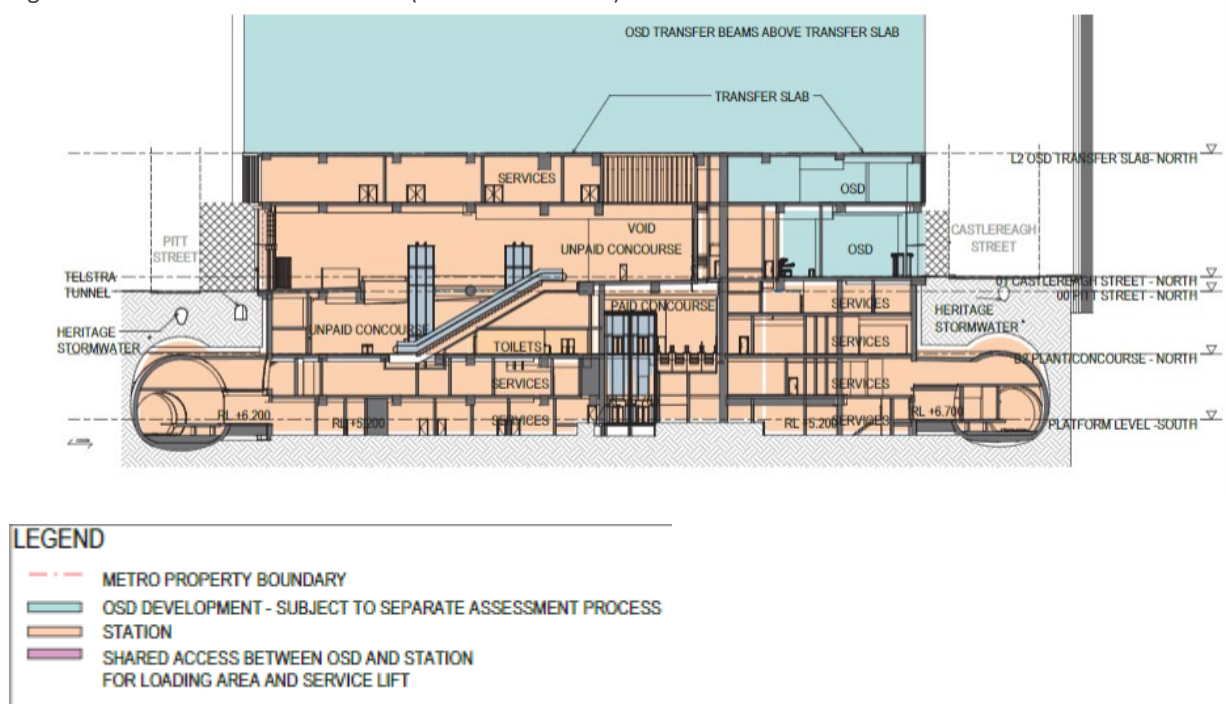 OSD TRANSFER BEAMS ABOVE TRANSFER SLAB
TRANSFER SLAB
L2 OSD TRANSFER SLAB- NORTH
SERVICES
OSD
VOID
PITT
STREET
UNPAID CONCOURSE
OSD
CASTLEREAGH
STREET
TELSTRA
TUNNEL
01 CASTLEREAGH STREET - NORTH
00 PITT STREET - NORTH
PAID CONCOURSE
SERVICES
HERITAGE
STORMWATER
HERITAGE
STORMWATER
UNPAID CONCOURSE
TOILETS
SERVICES
B2 PLANT/CONCOURSE - NORTH
SERVICES
SERVICES
RL +6.200
RL +5.200
SERVICES
RL +5.200
SERVICES
RL +6.700
PLATFORM LEVEL -SOUTH
LEGEND
METRO PROPERTY BOUNDARY
OSD DEVELOPMENT - SUBJECT TO SEPARATE ASSESSMENT PROCESS
STATION
SHARED ACCESS BETWEEN OSD AND STATION
FOR LOADING AREA AND SERVICE LIFT